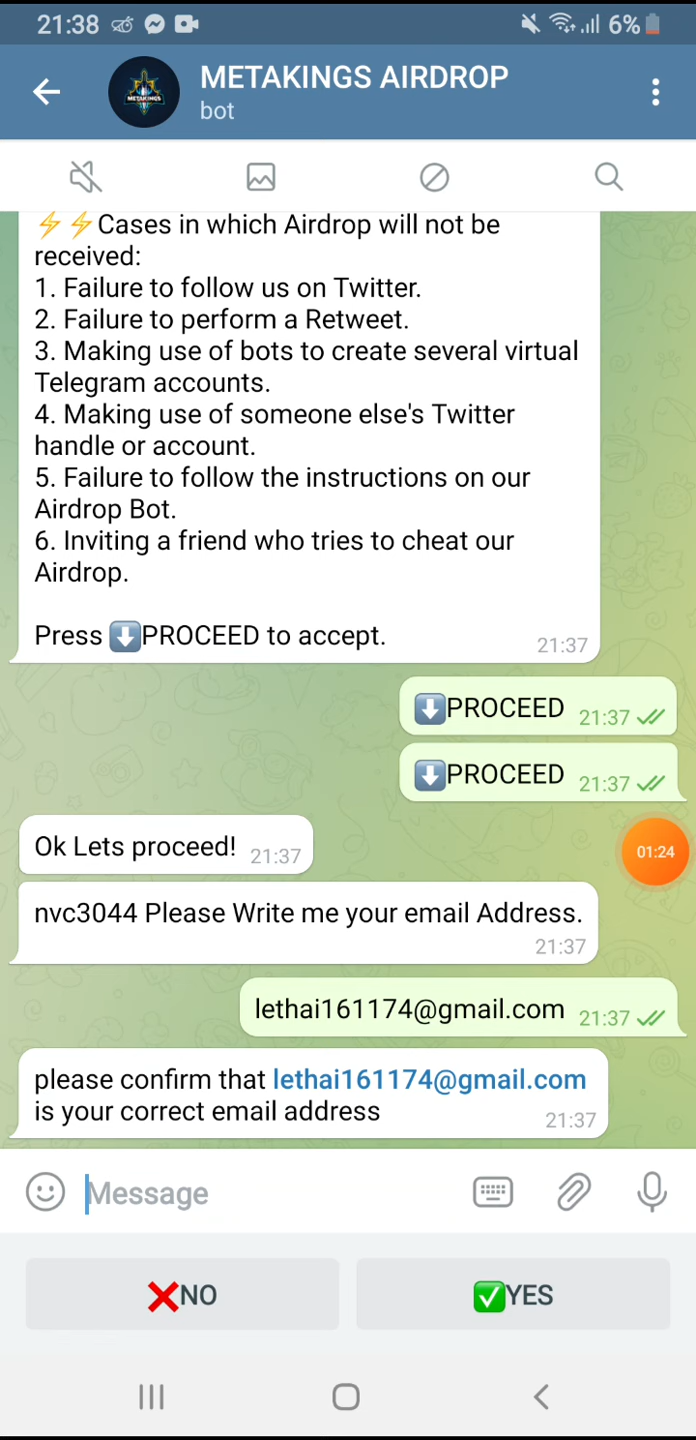 21:38 6%
METAKINGS AIRDROP
bot
METAKINGS
⚡⚡Cases in which Airdrop will not be
received:
1. Failure to follow us on Twitter.
2. Failure to perform a Retweet.
3. Making use of bots to create several virtual
Telegram accounts.
4. Making use of someone else's Twitter
handle or account.
5. Failure to follow the instructions on our
Airdrop Bot.
6. Inviting a friend who tries to cheat our
Airdrop.
Press ⬇️PROCEED to accept. 21:37
⬇️PROCEED 21:37
⬇️PROCEED 21:37
Ok Lets proceed! 21:37
01:24
nvc3044 Please Write me your email Address.
21:37
lethai161174@gmail.com 21:37
please confirm that lethai161174@gmail.com
is your correct email address 21:37
Message
❌NO ✅YES